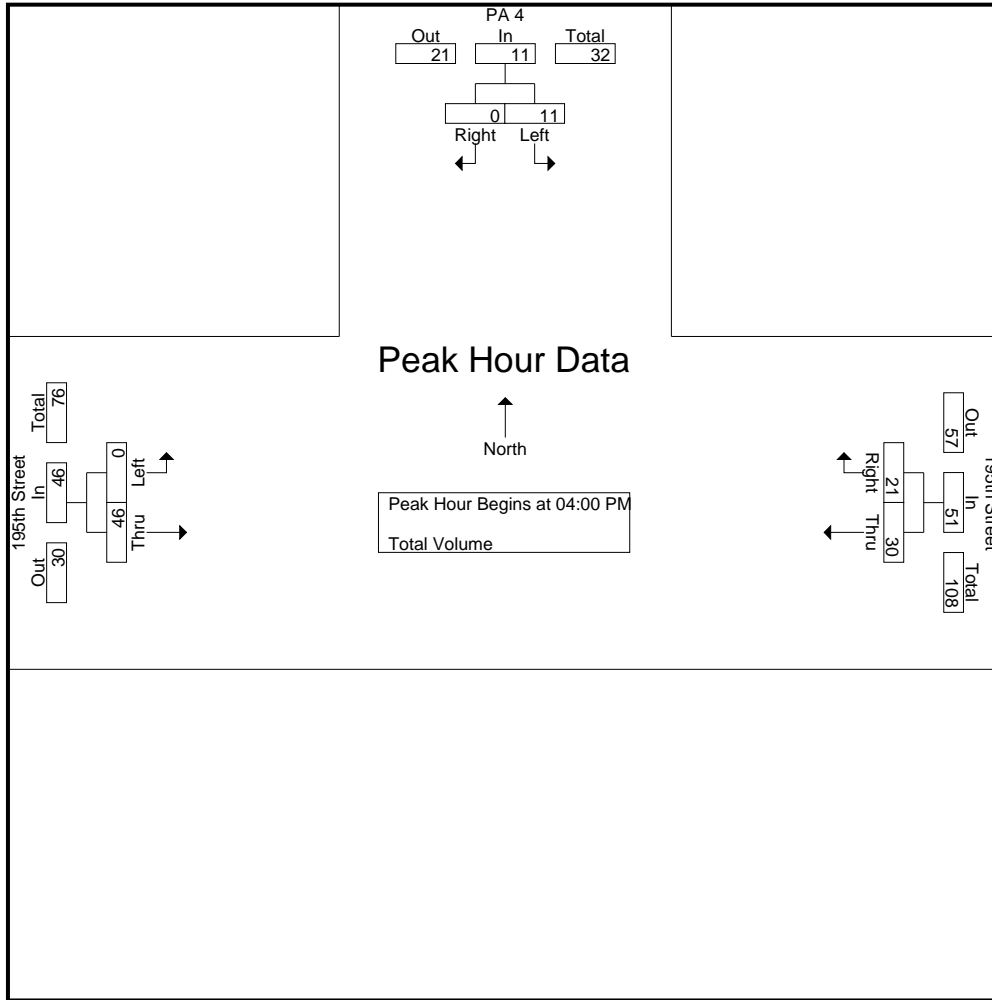 PA 4
Out In Total
21 11 32
0 11
Right Left
Peak Hour Data
North
Peak Hour Begins at 04:00 PM
Total Volume
195th Street
Out In Total
30 46 76
46 0
Thru Left
195th Street
Out In Total
57 51 108
21 30
Right Thru